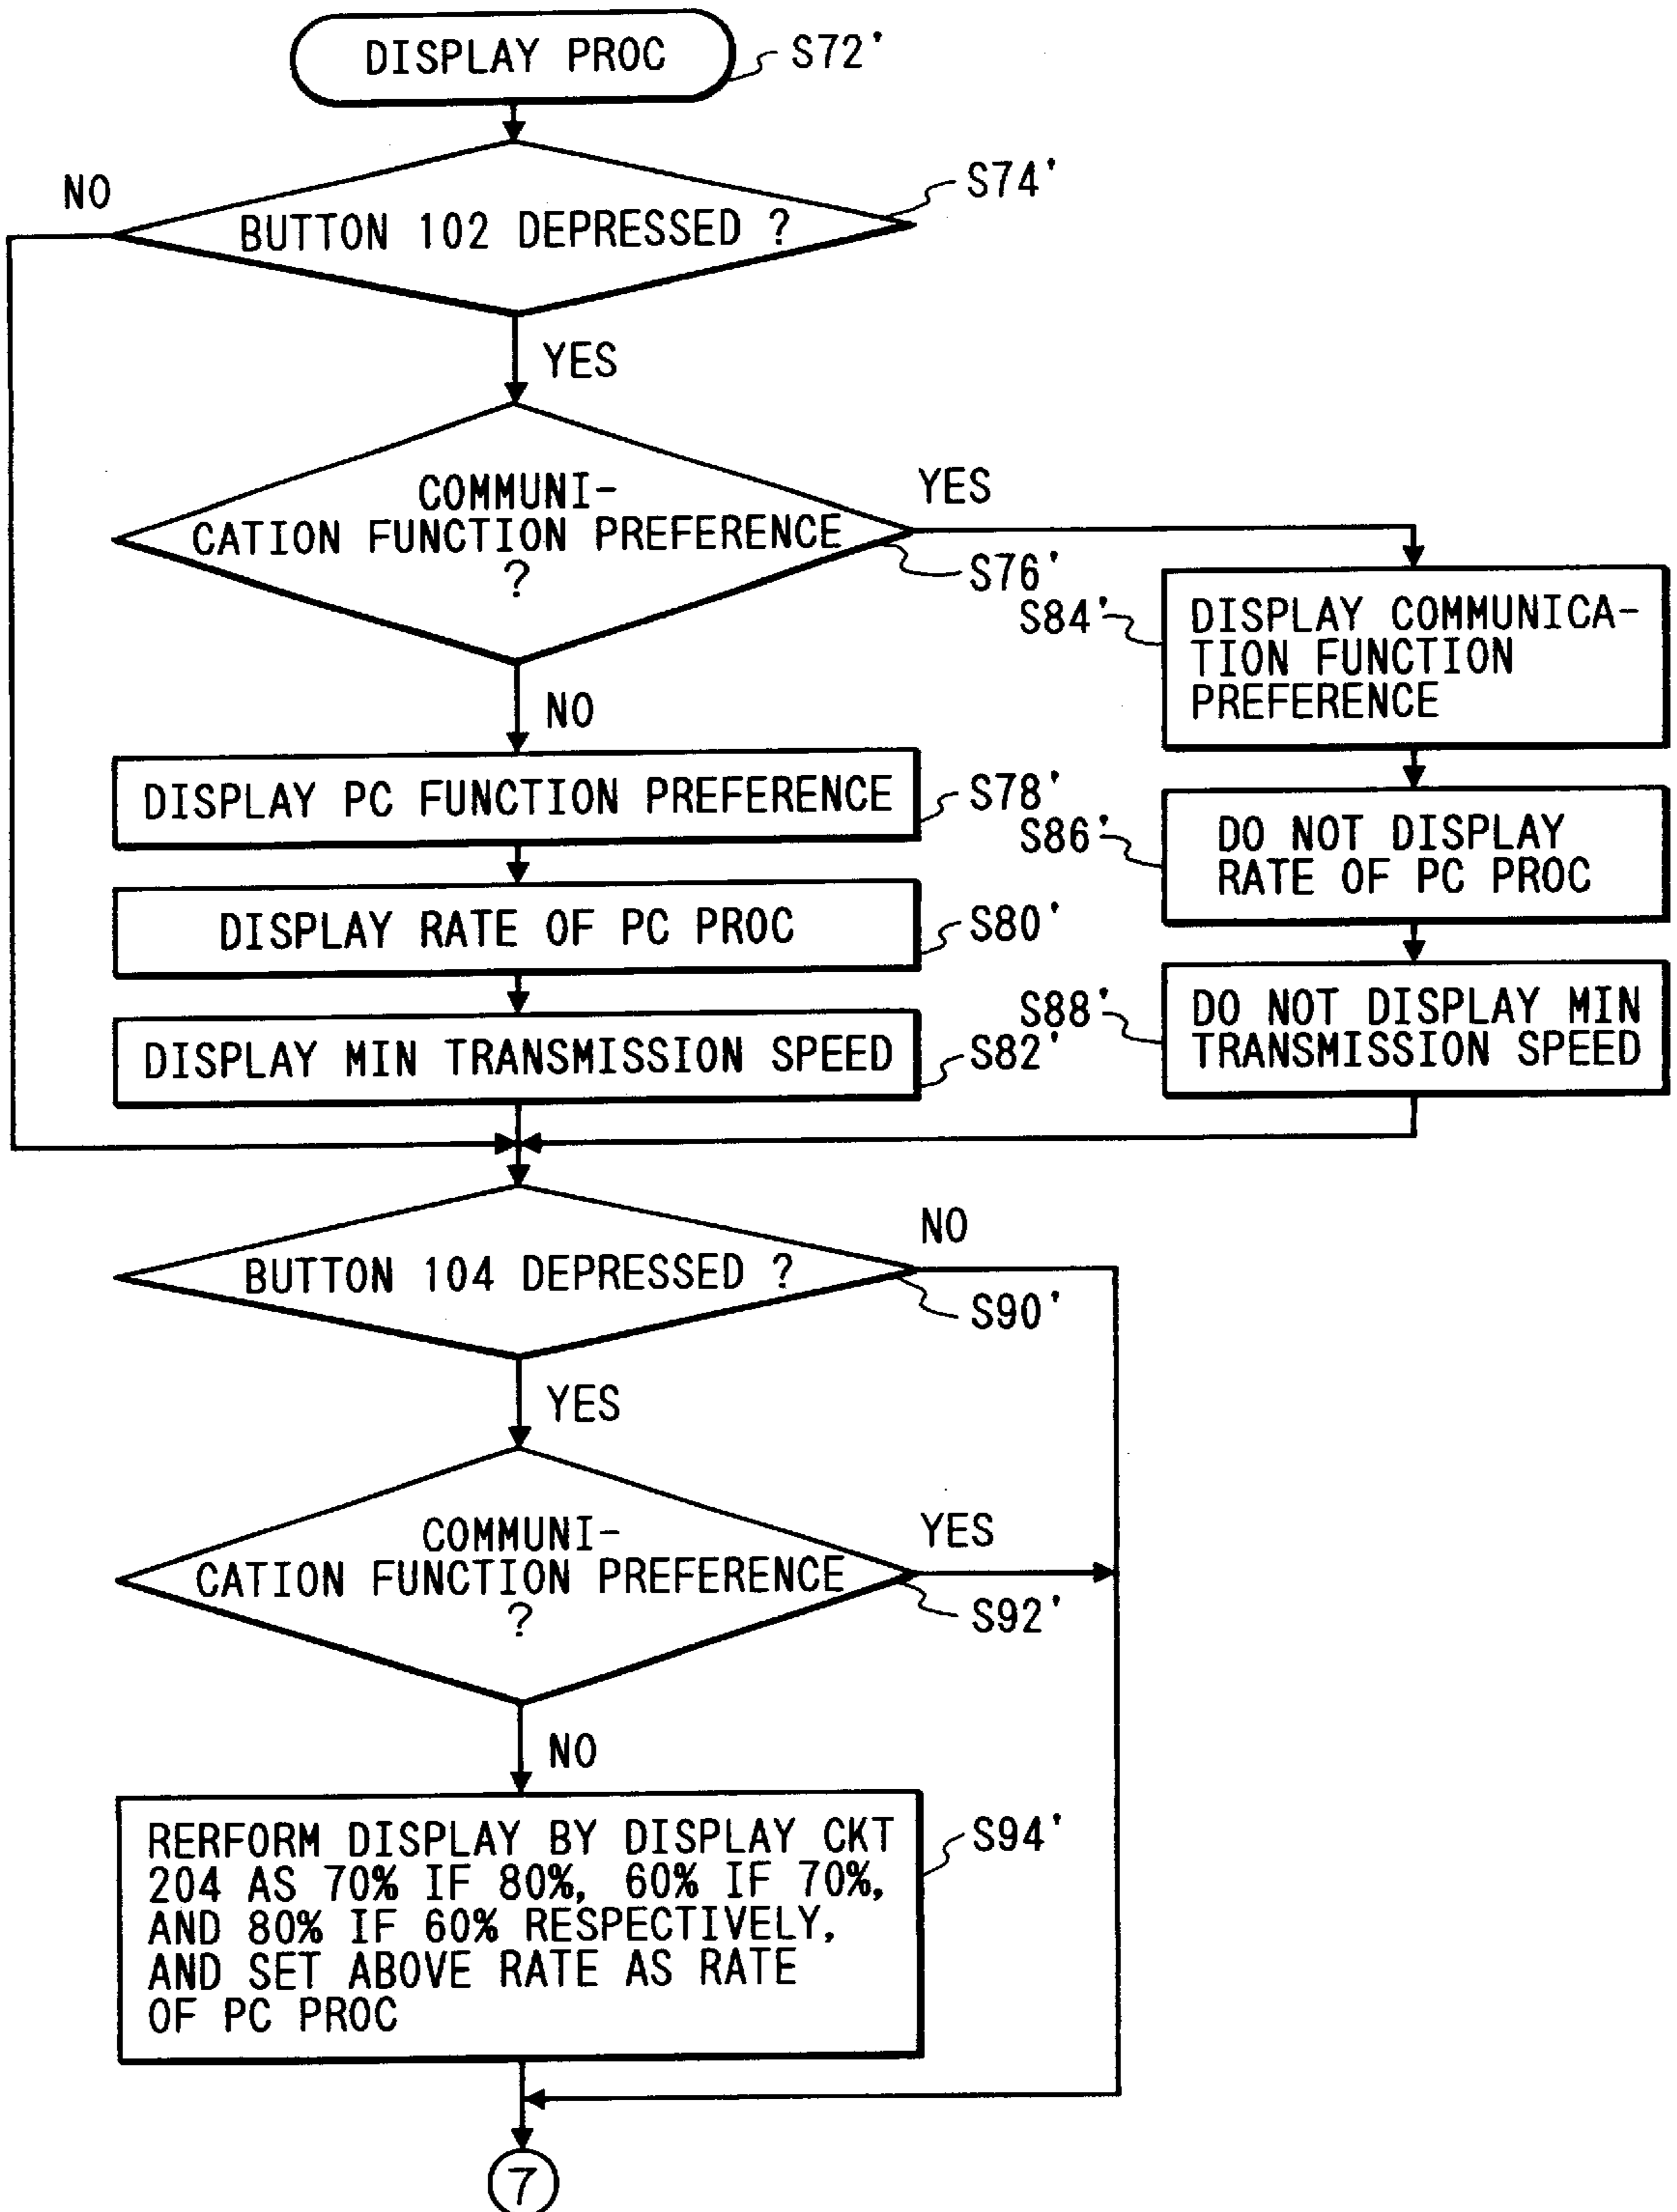 DISPLAY PROC
S72'
NO
BUTTON 102 DEPRESSED ?
S74'
YES
COMMUNI-
CATION FUNCTION PREFERENCE
?
YES
S76'
NO
S84'
DISPLAY COMMUNICA-
TION FUNCTION
PREFERENCE
DISPLAY PC FUNCTION PREFERENCE
S78'
S86'
DO NOT DISPLAY
RATE OF PC PROC
DISPLAY RATE OF PC PROC
S80'
S88'
DO NOT DISPLAY MIN
TRANSMISSION SPEED
DISPLAY MIN TRANSMISSION SPEED
S82'
BUTTON 104 DEPRESSED ?
NO
S90'
YES
COMMUNI-
CATION FUNCTION PREFERENCE
?
YES
S92'
NO
RERFORM DISPLAY BY DISPLAY CKT
204 AS 70% IF 80%, 60% IF 70%,
AND 80% IF 60% RESPECTIVELY,
AND SET ABOVE RATE AS RATE
OF PC PROC
S94'
7